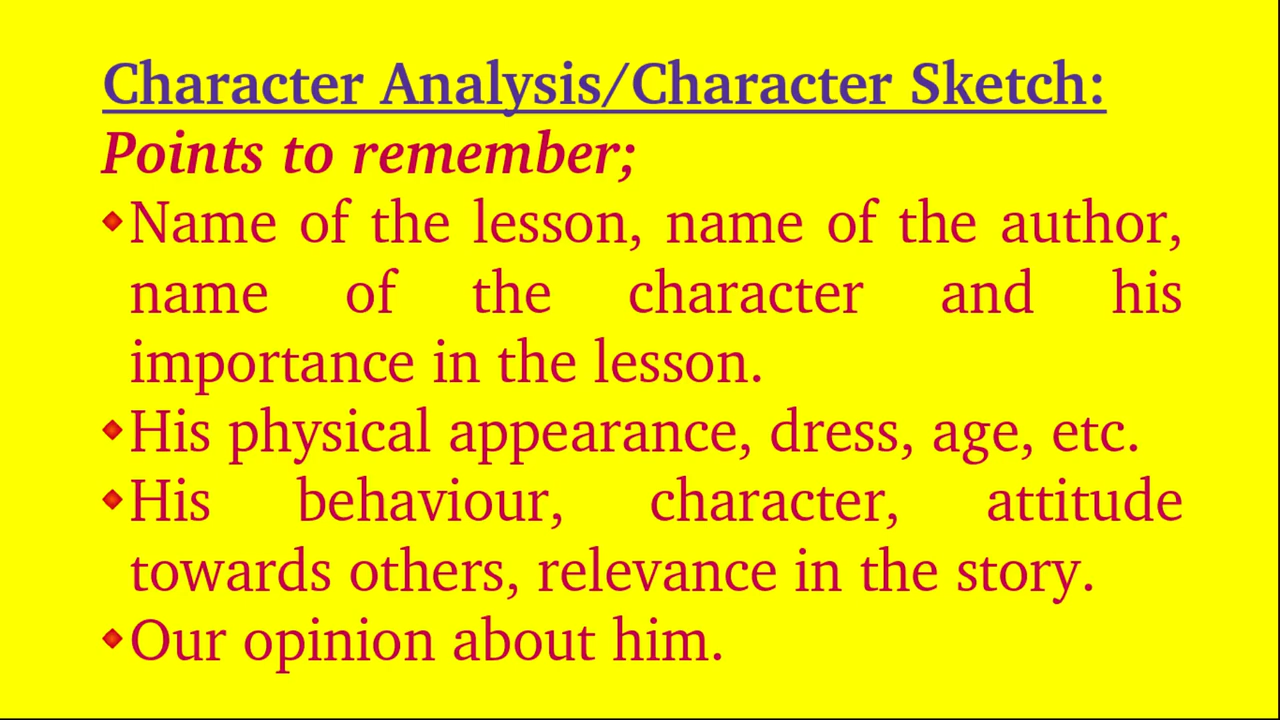 Character Analysis/Character Sketch:
Points to remember;
Name of the lesson, name of the author,
name of the character and his
importance in the lesson.
His physical appearance, dress, age, etc.
His behaviour, character, attitude
towards others, relevance in the story.
Our opinion about him.